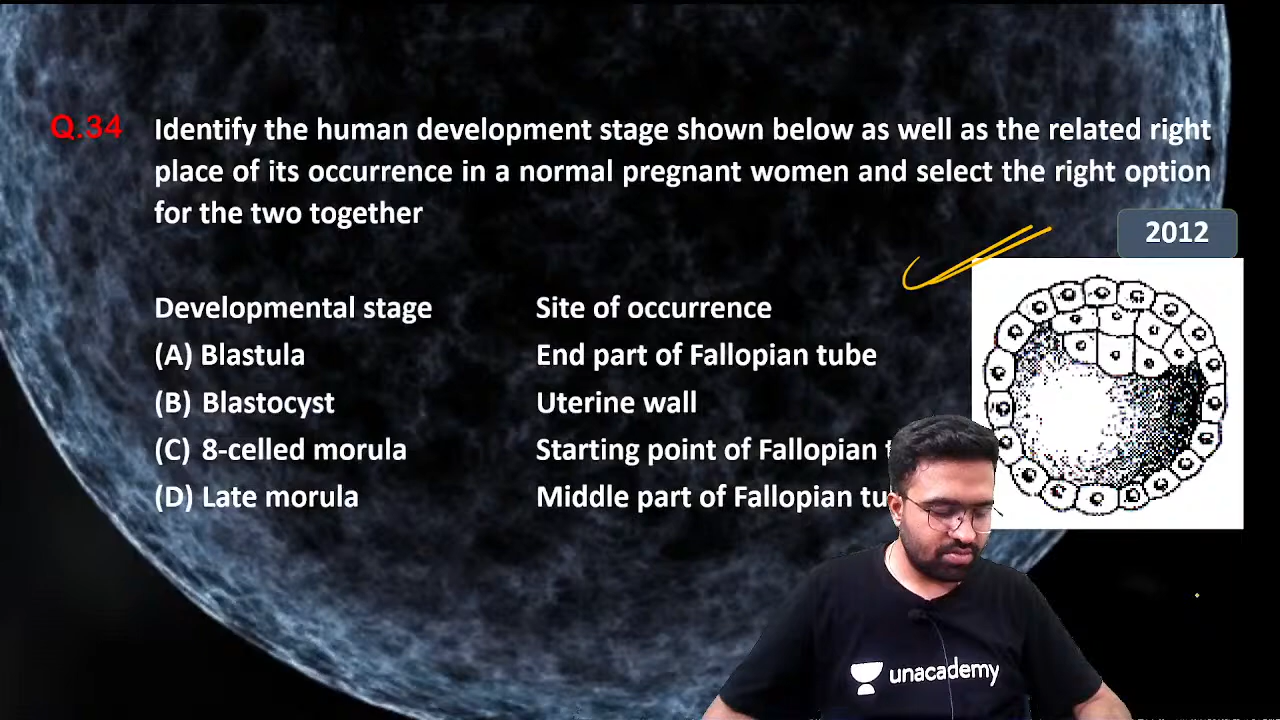 Q.34 Identify the human development stage shown below as well as the related right
place of its occurrence in a normal pregnant women and select the right option
for the two together
2012
Developmental stage Site of occurrence
(A) Blastula End part of Fallopian tube
(B) Blastocyst Uterine wall
(C) 8-celled morula Starting point of Fallopian
(D) Late morula Middle part of Fallopian
unacademy